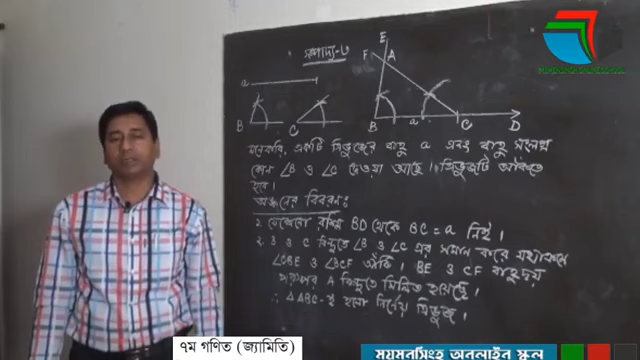 সম্পাদ্য-৩
E
F
A
a
B
C
B
a
C
D
মনেকরি, একটি ত্রিভুজের বাহু a এবং বাহু সংলগ্ন
কোণ ∠B ও ∠C দেওয়া আছে। ত্রিভুজটি আঁকতে
হবে।
অঙ্কনের বিবরণঃ
১. যেকোনো রশ্মি BD থেকে BC = a নিই।
২. B ও C বিন্দুতে ∠B ও ∠C এর সমান করে যথাক্রমে
∠CBE ও ∠BCF আঁকি। BE ও CF বাহুদ্বয়
পরস্পর A বিন্দুতে মিলিত হয়েছে।
∴ △ABC-ই হলো নির্ণেয় ত্রিভুজ।
৭ম গণিত (জ্যামিতি)
ময়মনসিংহ অনলাইন স্কুল